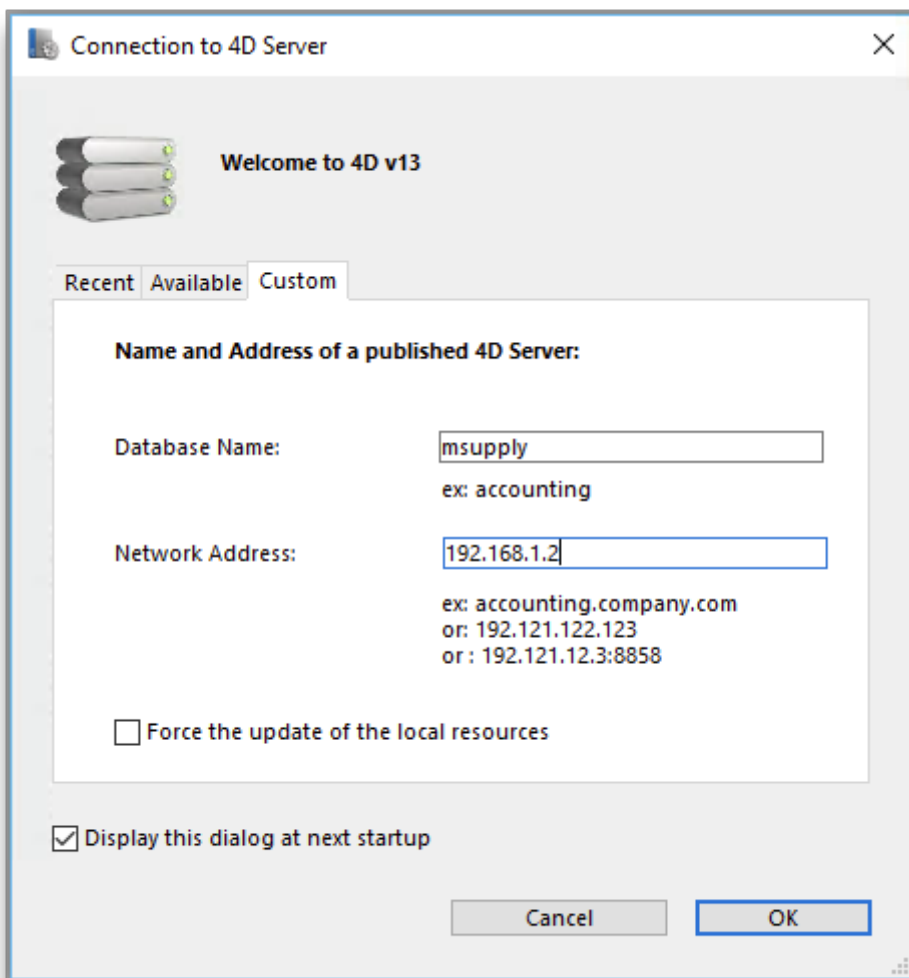 Connection to 4D Server
Welcome to 4D v13
Recent Available Custom
Name and Address of a published 4D Server:
Database Name: msupply
ex: accounting
Network Address: 192.168.1.2
ex: accounting.company.com
or: 192.121.122.123
or : 192.121.12.3:8858
Force the update of the local resources
Display this dialog at next startup
Cancel OK